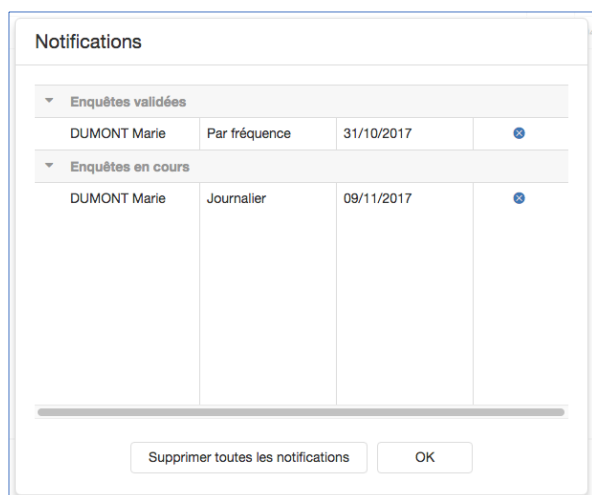 Notifications
Enquêtes validées
DUMONT Marie Par fréquence 31/10/2017
Enquêtes en cours
DUMONT Marie Journalier 09/11/2017
Supprimer toutes les notifications OK